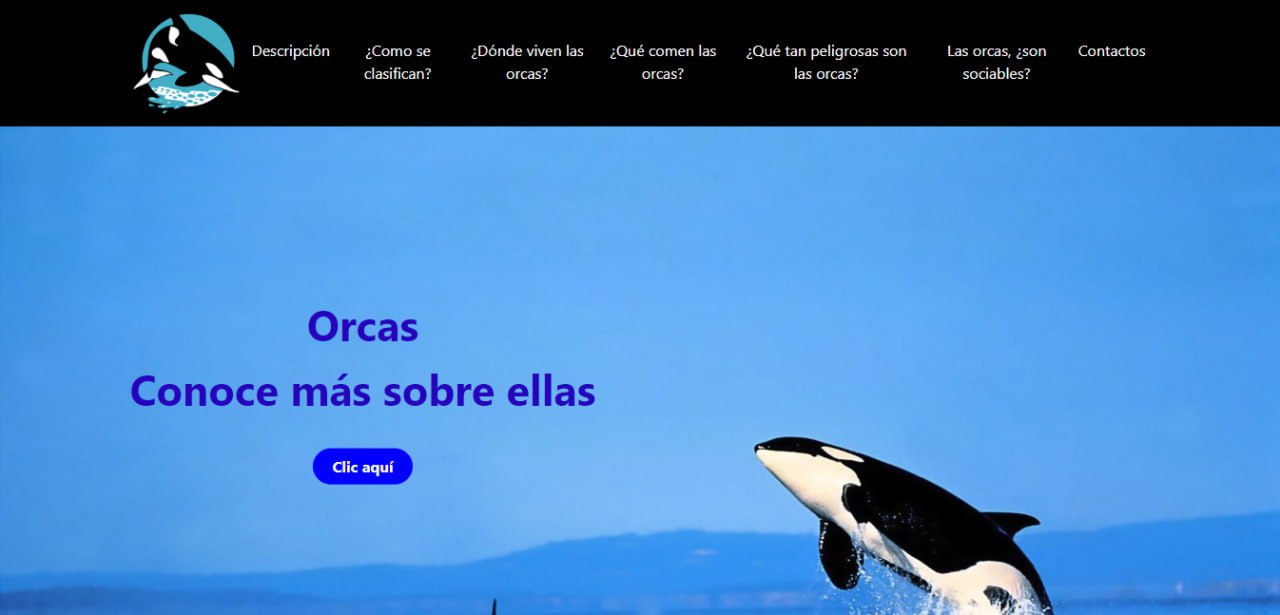 Descripción
¿Como se
clasifican?
¿Dónde viven las
orcas?
¿Qué comen las
orcas?
¿Qué tan peligrosas son
las orcas?
Las orcas, ¿son
sociables?
Contactos
Orcas
Conoce más sobre ellas
Clic aquí